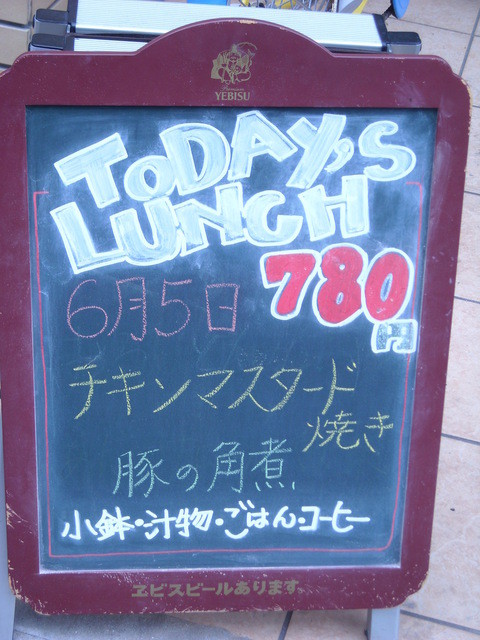 YEBISU
TODAY'S
LUNCH
780
円
6月5日
チキンマスタード
焼き
豚の角煮
小鉢・汁物・ごはん・コーヒー
ヱビスビールあります。